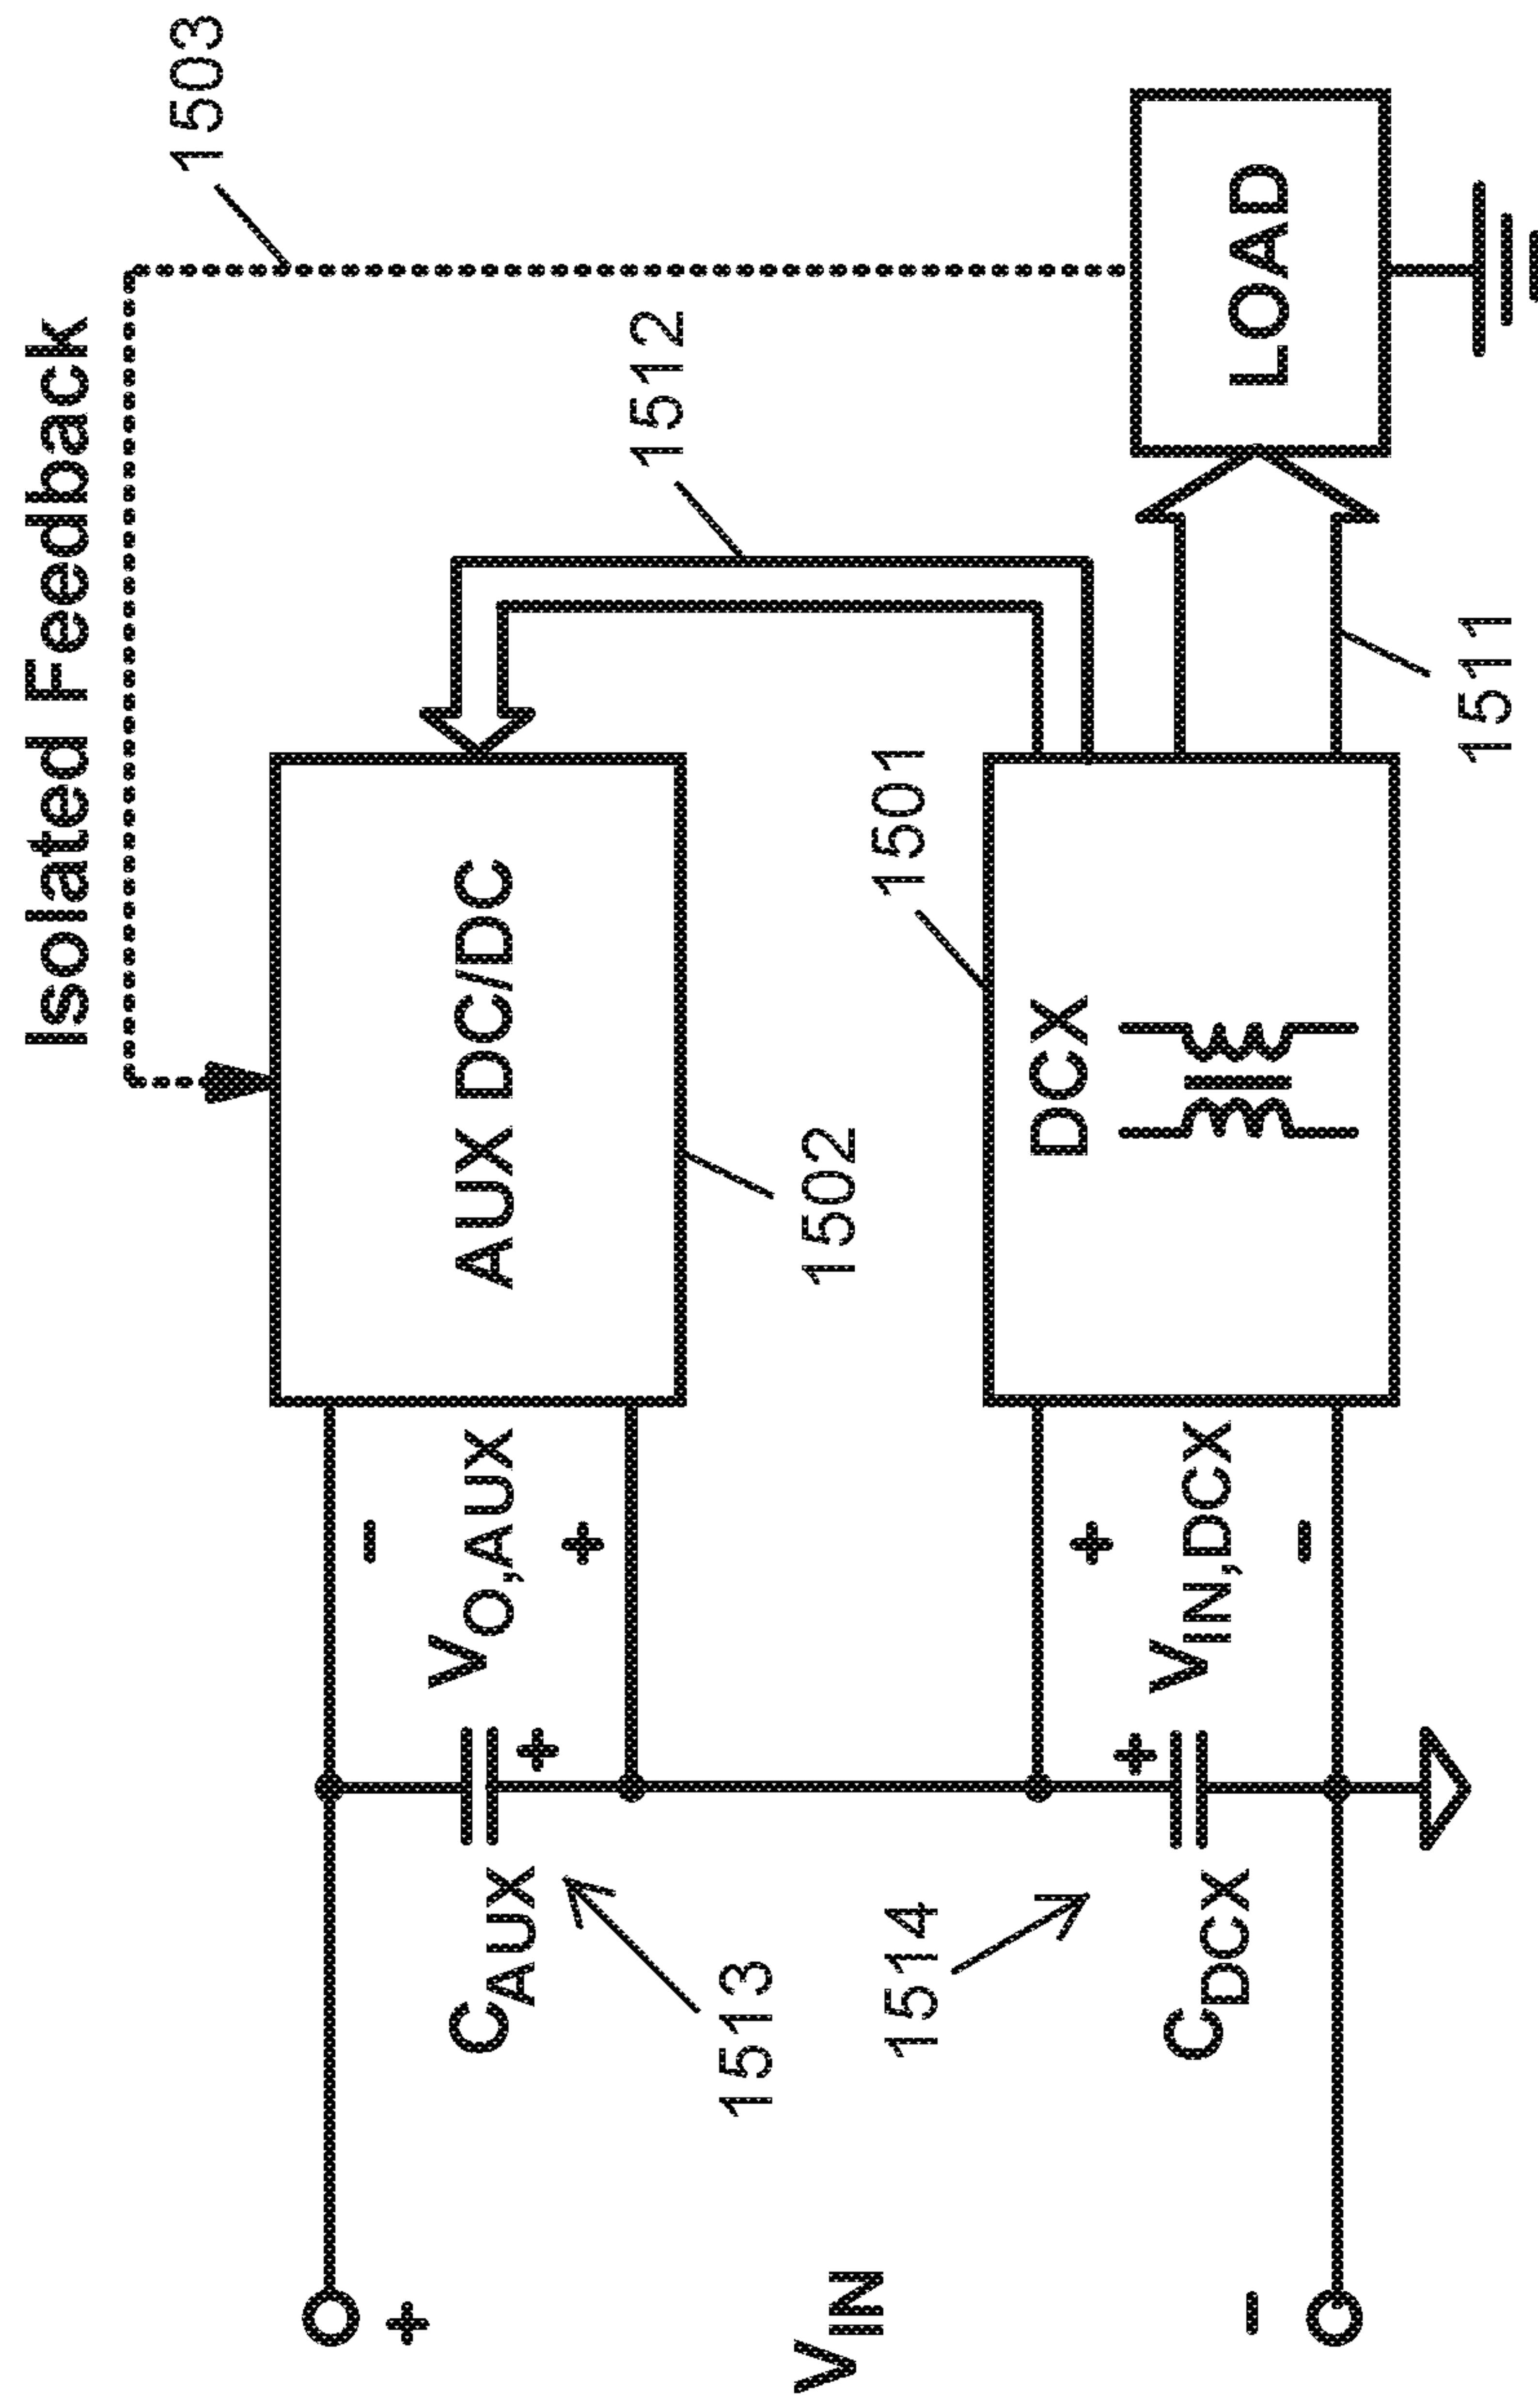 Isolated Feedback
1503
AUX DC/DC
1512
1502
- 
VO,AUX
+
CAUX
+
1513
1501
DCX
LOAD
+
VIN,DCX
-
1514
+
CDCX
1511
+
VIN
-